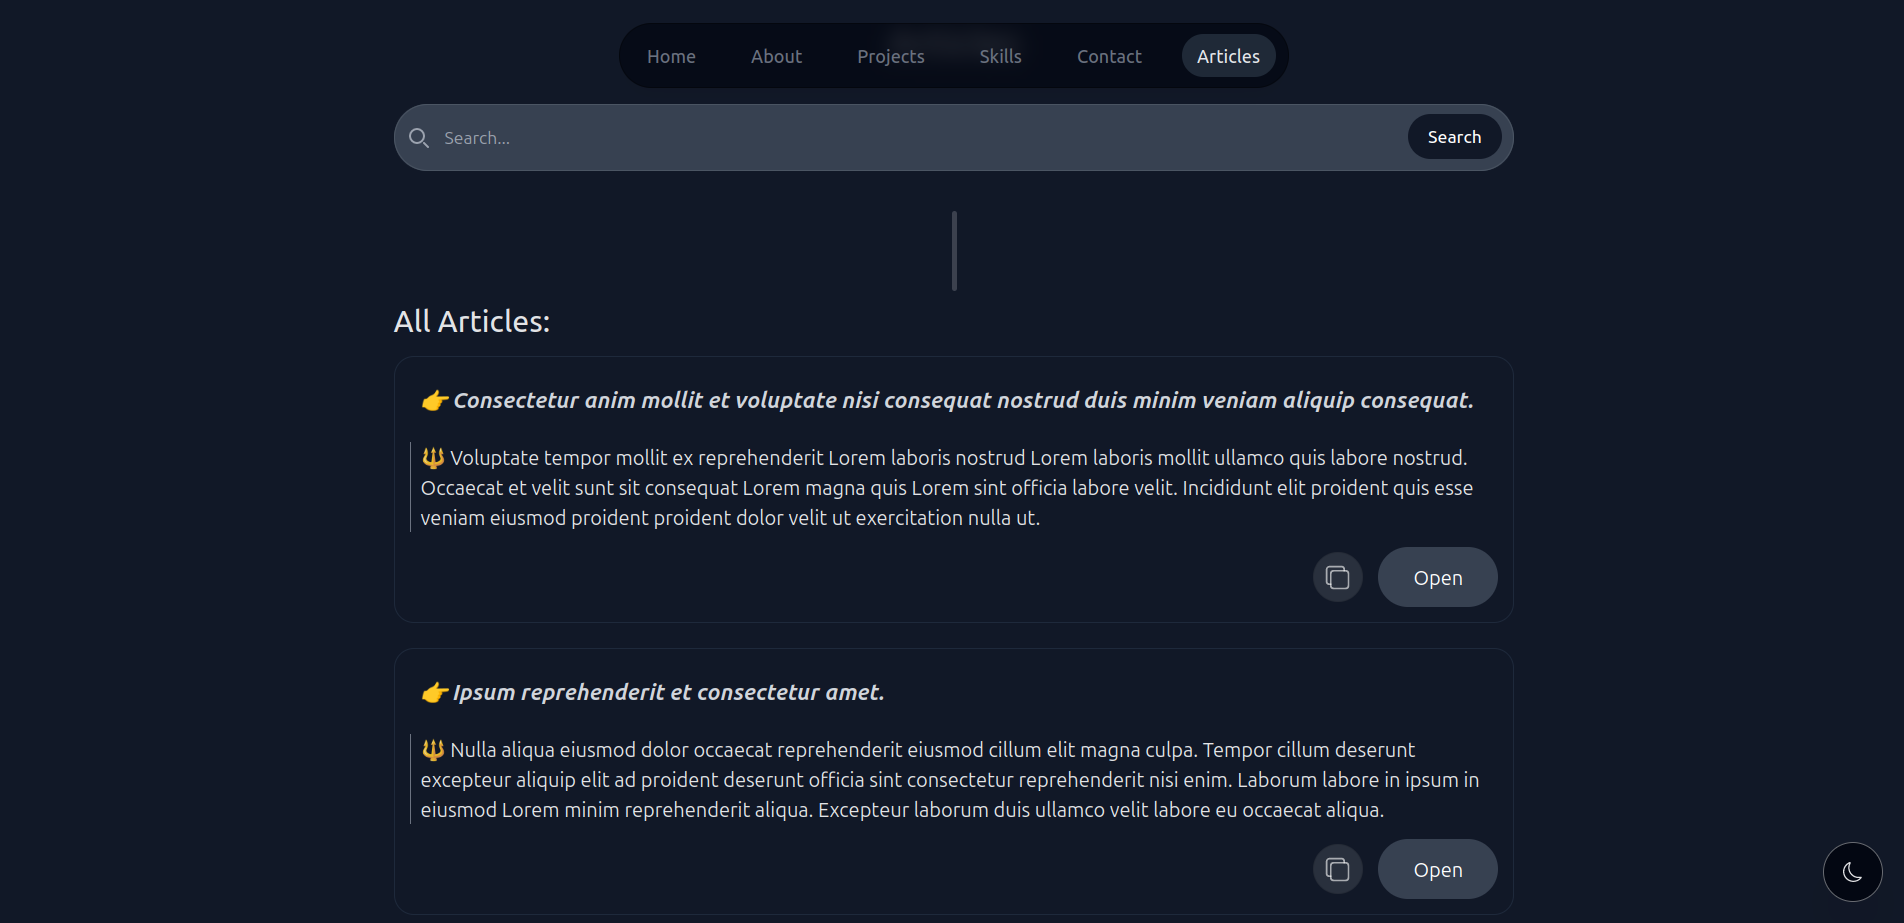 Home About Projects Skills Contact Articles
Search...
Search
All Articles:
👉 Consectetur anim mollit et voluptate nisi consequat nostrud duis minim veniam aliquip consequat.
🔱 Voluptate tempor mollit ex reprehenderit Lorem laboris nostrud Lorem laboris mollit ullamco quis labore nostrud.
Occaecat et velit sunt sit consequat Lorem magna quis Lorem sint officia labore velit. Incididunt elit proident quis esse
veniam eiusmod proident proident dolor velit ut exercitation nulla ut.
Open
👉 Ipsum reprehenderit et consectetur amet.
🔱 Nulla aliqua eiusmod dolor occaecat reprehenderit eiusmod cillum elit magna culpa. Tempor cillum deserunt
excepteur aliquip elit ad proident deserunt officia sint consectetur reprehenderit nisi enim. Laborum labore in ipsum in
eiusmod Lorem minim reprehenderit aliqua. Excepteur laborum duis ullamco velit labore eu occaecat aliqua.
Open